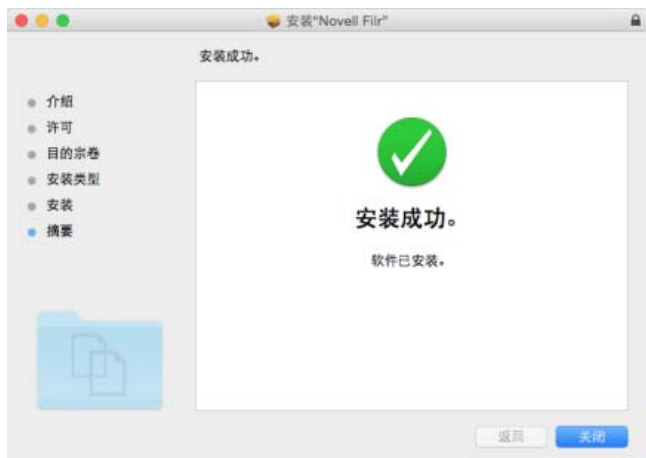 安装"Novell Filr"
安装成功。
介绍
许可
目的宗卷
安装类型
安装
摘要
安装成功。
软件已安装。
返回
关闭